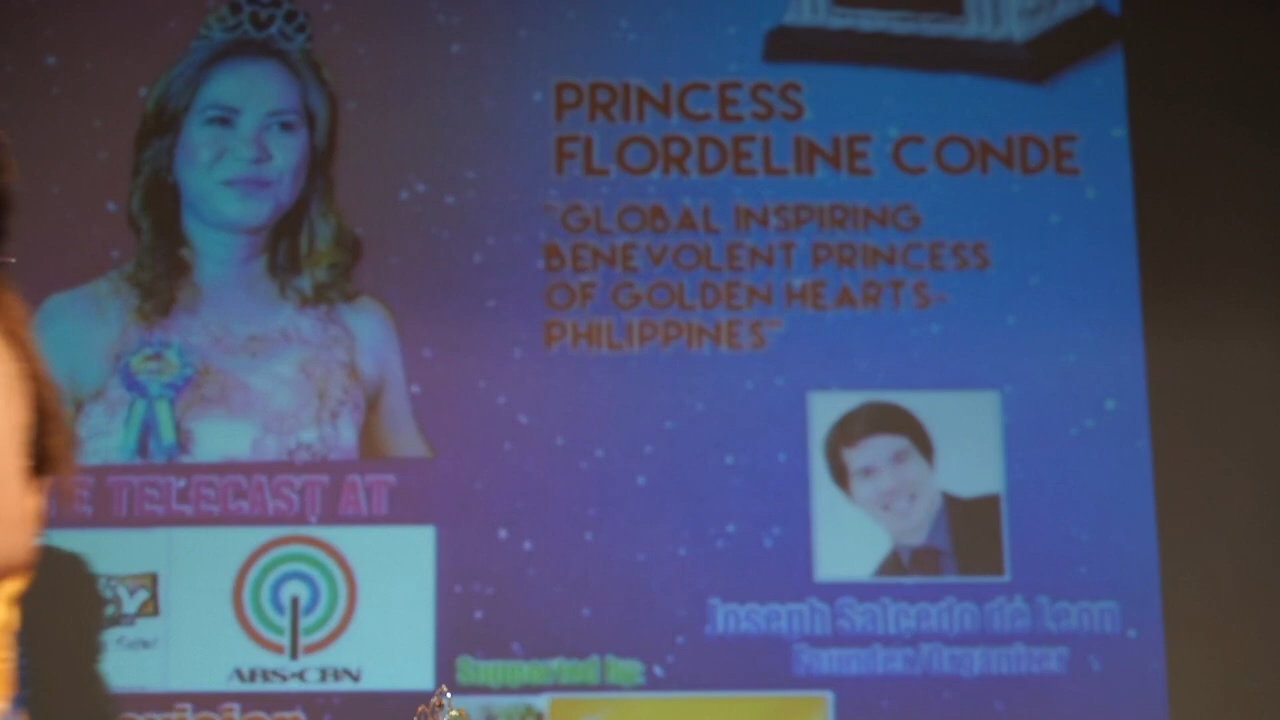 PRINCESS
FLORDELINE CONDE
"GLOBAL INSPIRING
BENEVOLENT PRINCESS
OF GOLDEN HEARTS-
PHILIPPINES"
TELECAST AT
ABS-CBN
Joseph Salcedo de Leon
Founder/Organizer
Supported by: